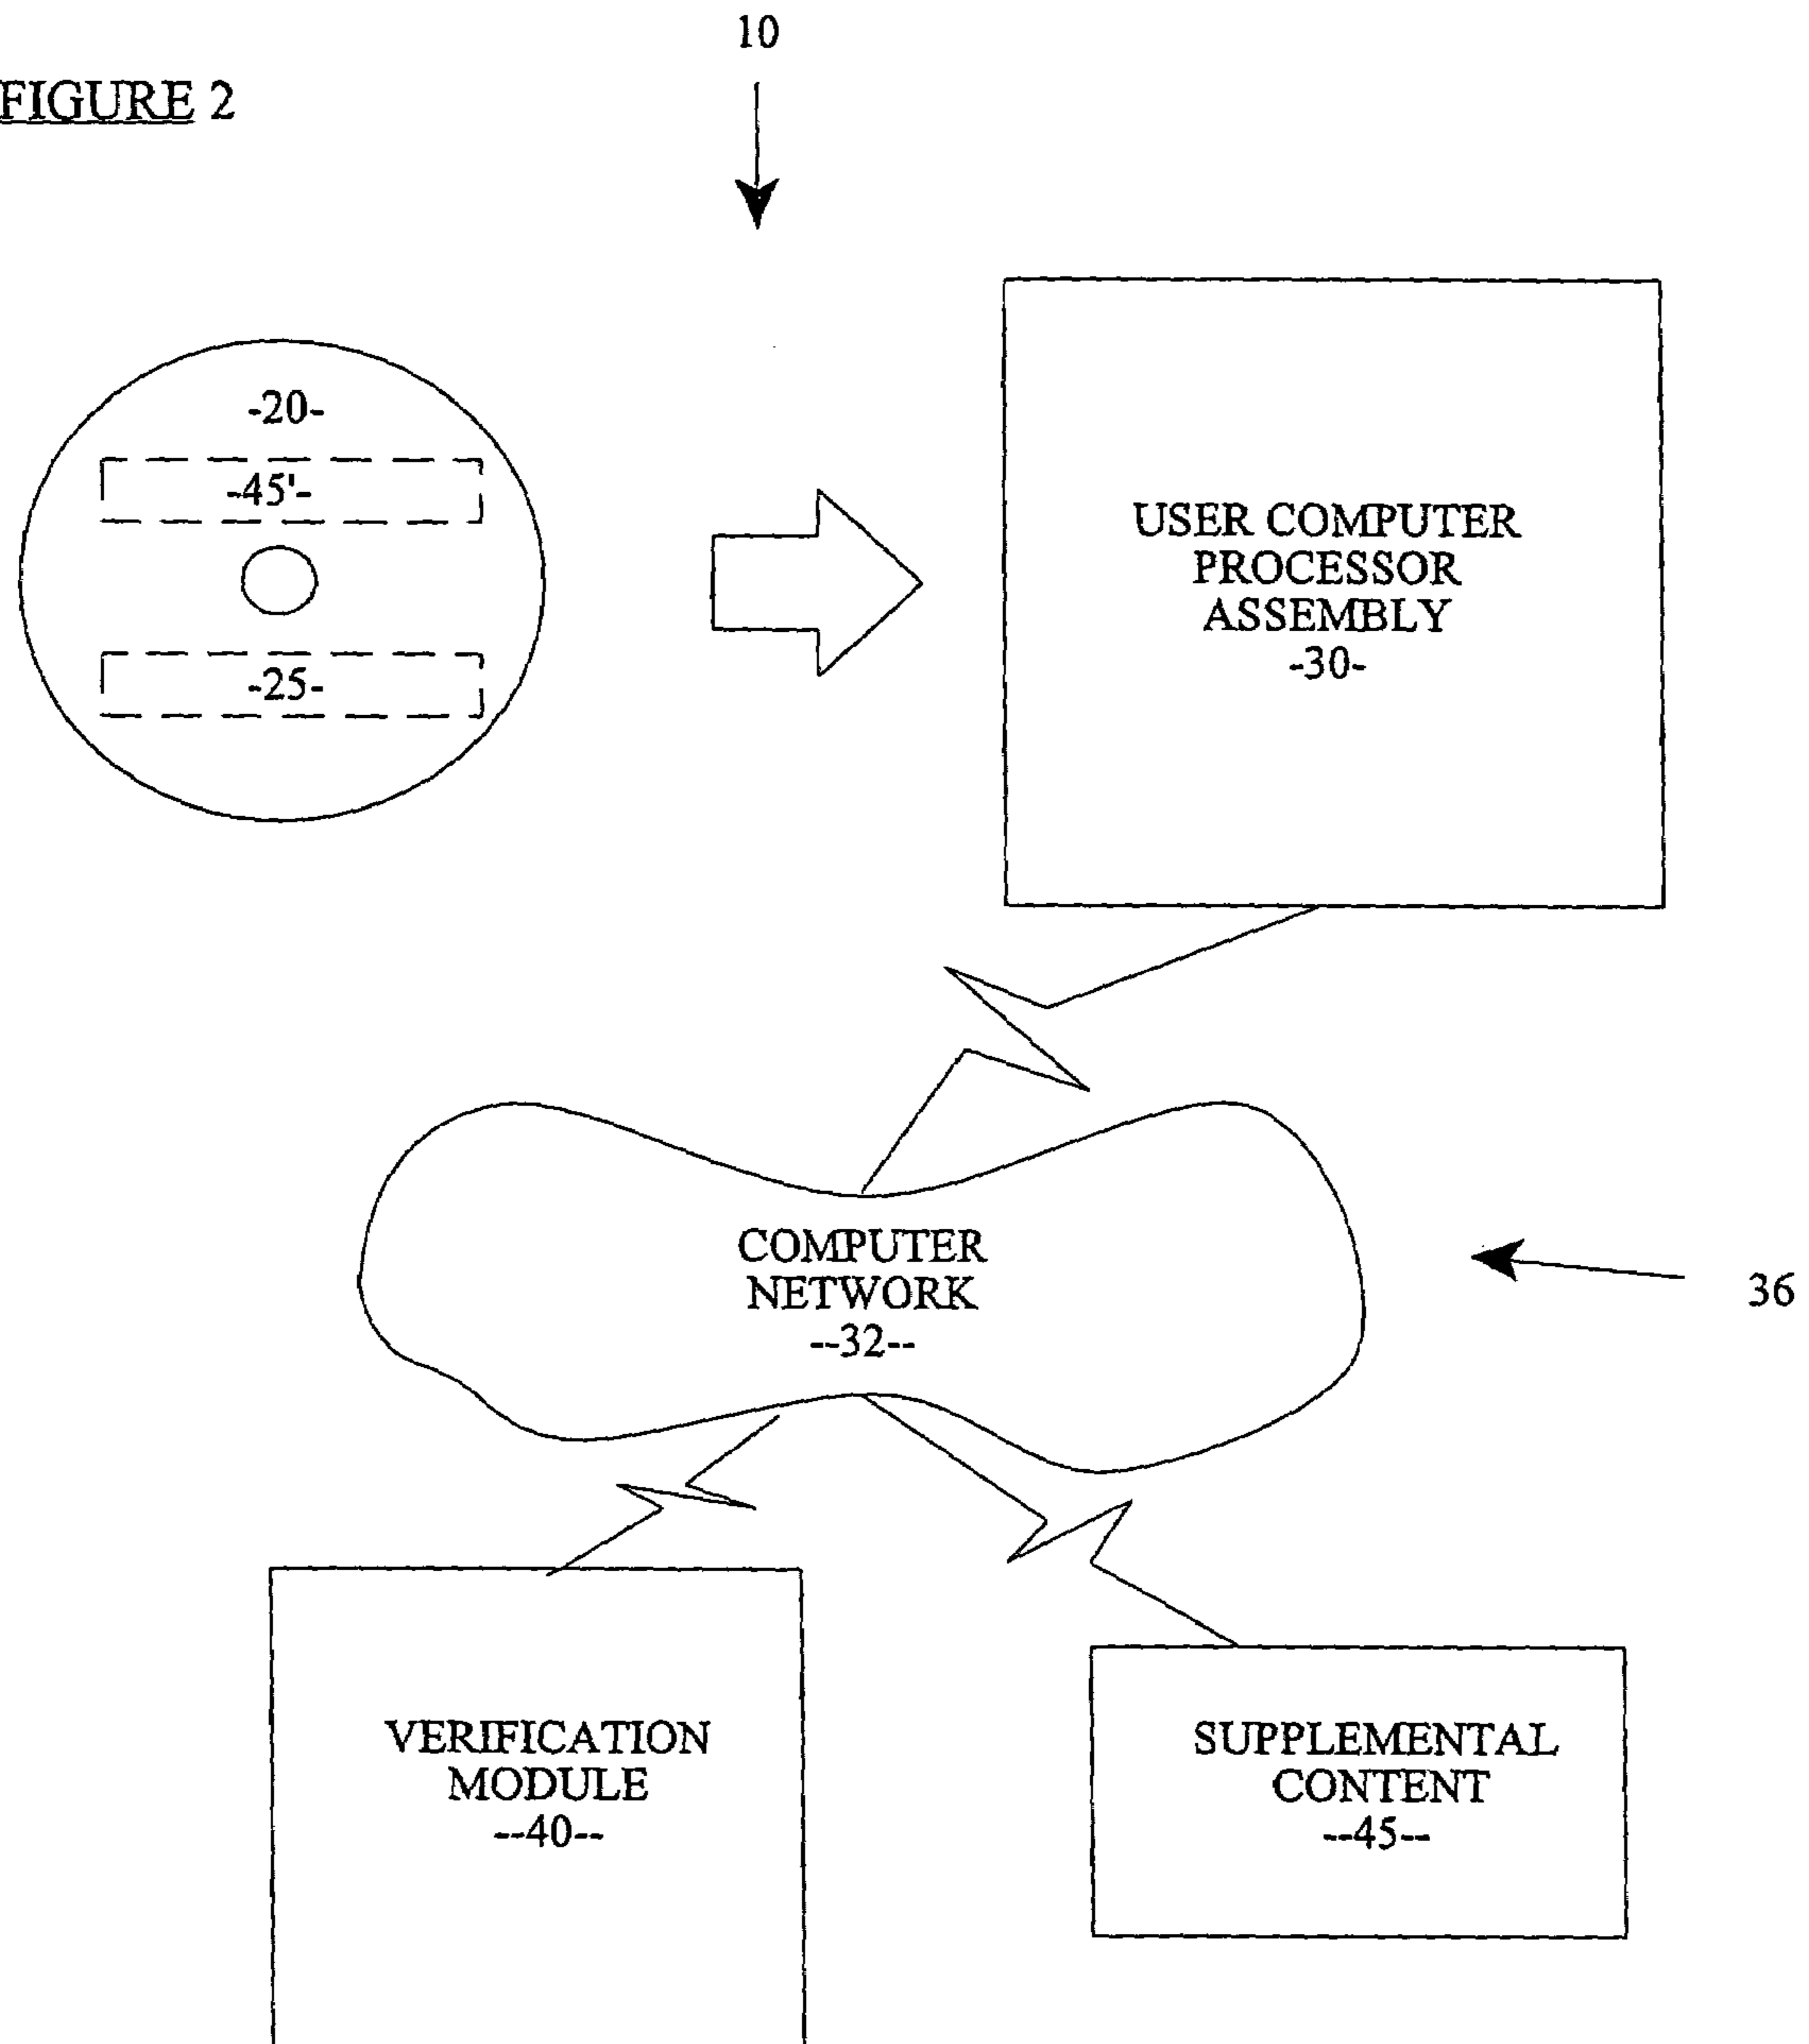 10
FIGURE 2
-20-
-45'-
-25-
USER COMPUTER
PROCESSOR
ASSEMBLY
-30-
COMPUTER
NETWORK
--32--
36
VERIFICATION
MODULE
--40--
SUPPLEMENTAL
CONTENT
--45--